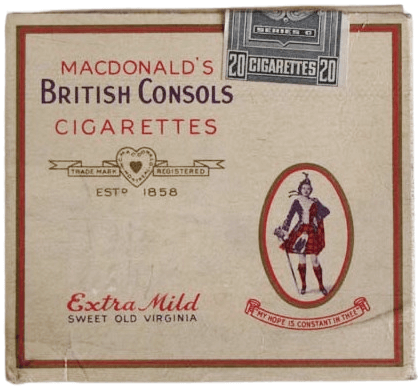 SERIES C
20 CIGARETTES 20
MACDONALD'S
BRITISH CONSOLS
CIGARETTES
TRADE MARK REGISTERED
ESTD 1858
Extra Mild
SWEET OLD VIRGINIA
"MY HOPE IS CONSTANT IN THEE"